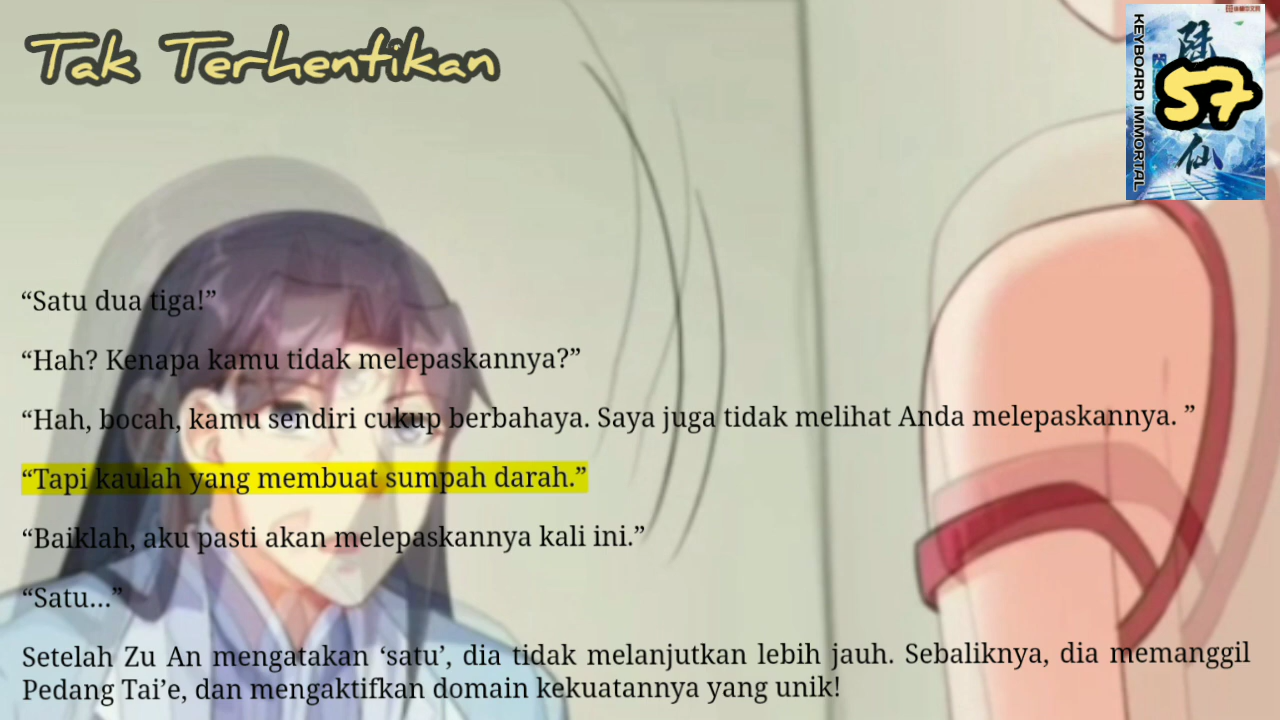 Tak Terhentikan
57
KEYBOARD IMMORTAL
仙
“Satu dua tiga!”
“Hah? Kenapa kamu tidak melepaskannya?”
“Hah, bocah, kamu sendiri cukup berbahaya. Saya juga tidak melihat Anda melepaskannya. ”
“Tapi kaulah yang membuat sumpah darah.”
“Baiklah, aku pasti akan melepaskannya kali ini.”
“Satu...”
Setelah Zu An mengatakan ‘satu’, dia tidak melanjutkan lebih jauh. Sebaliknya, dia memanggil
Pedang Tai’e, dan mengaktifkan domain kekuatannya yang unik!